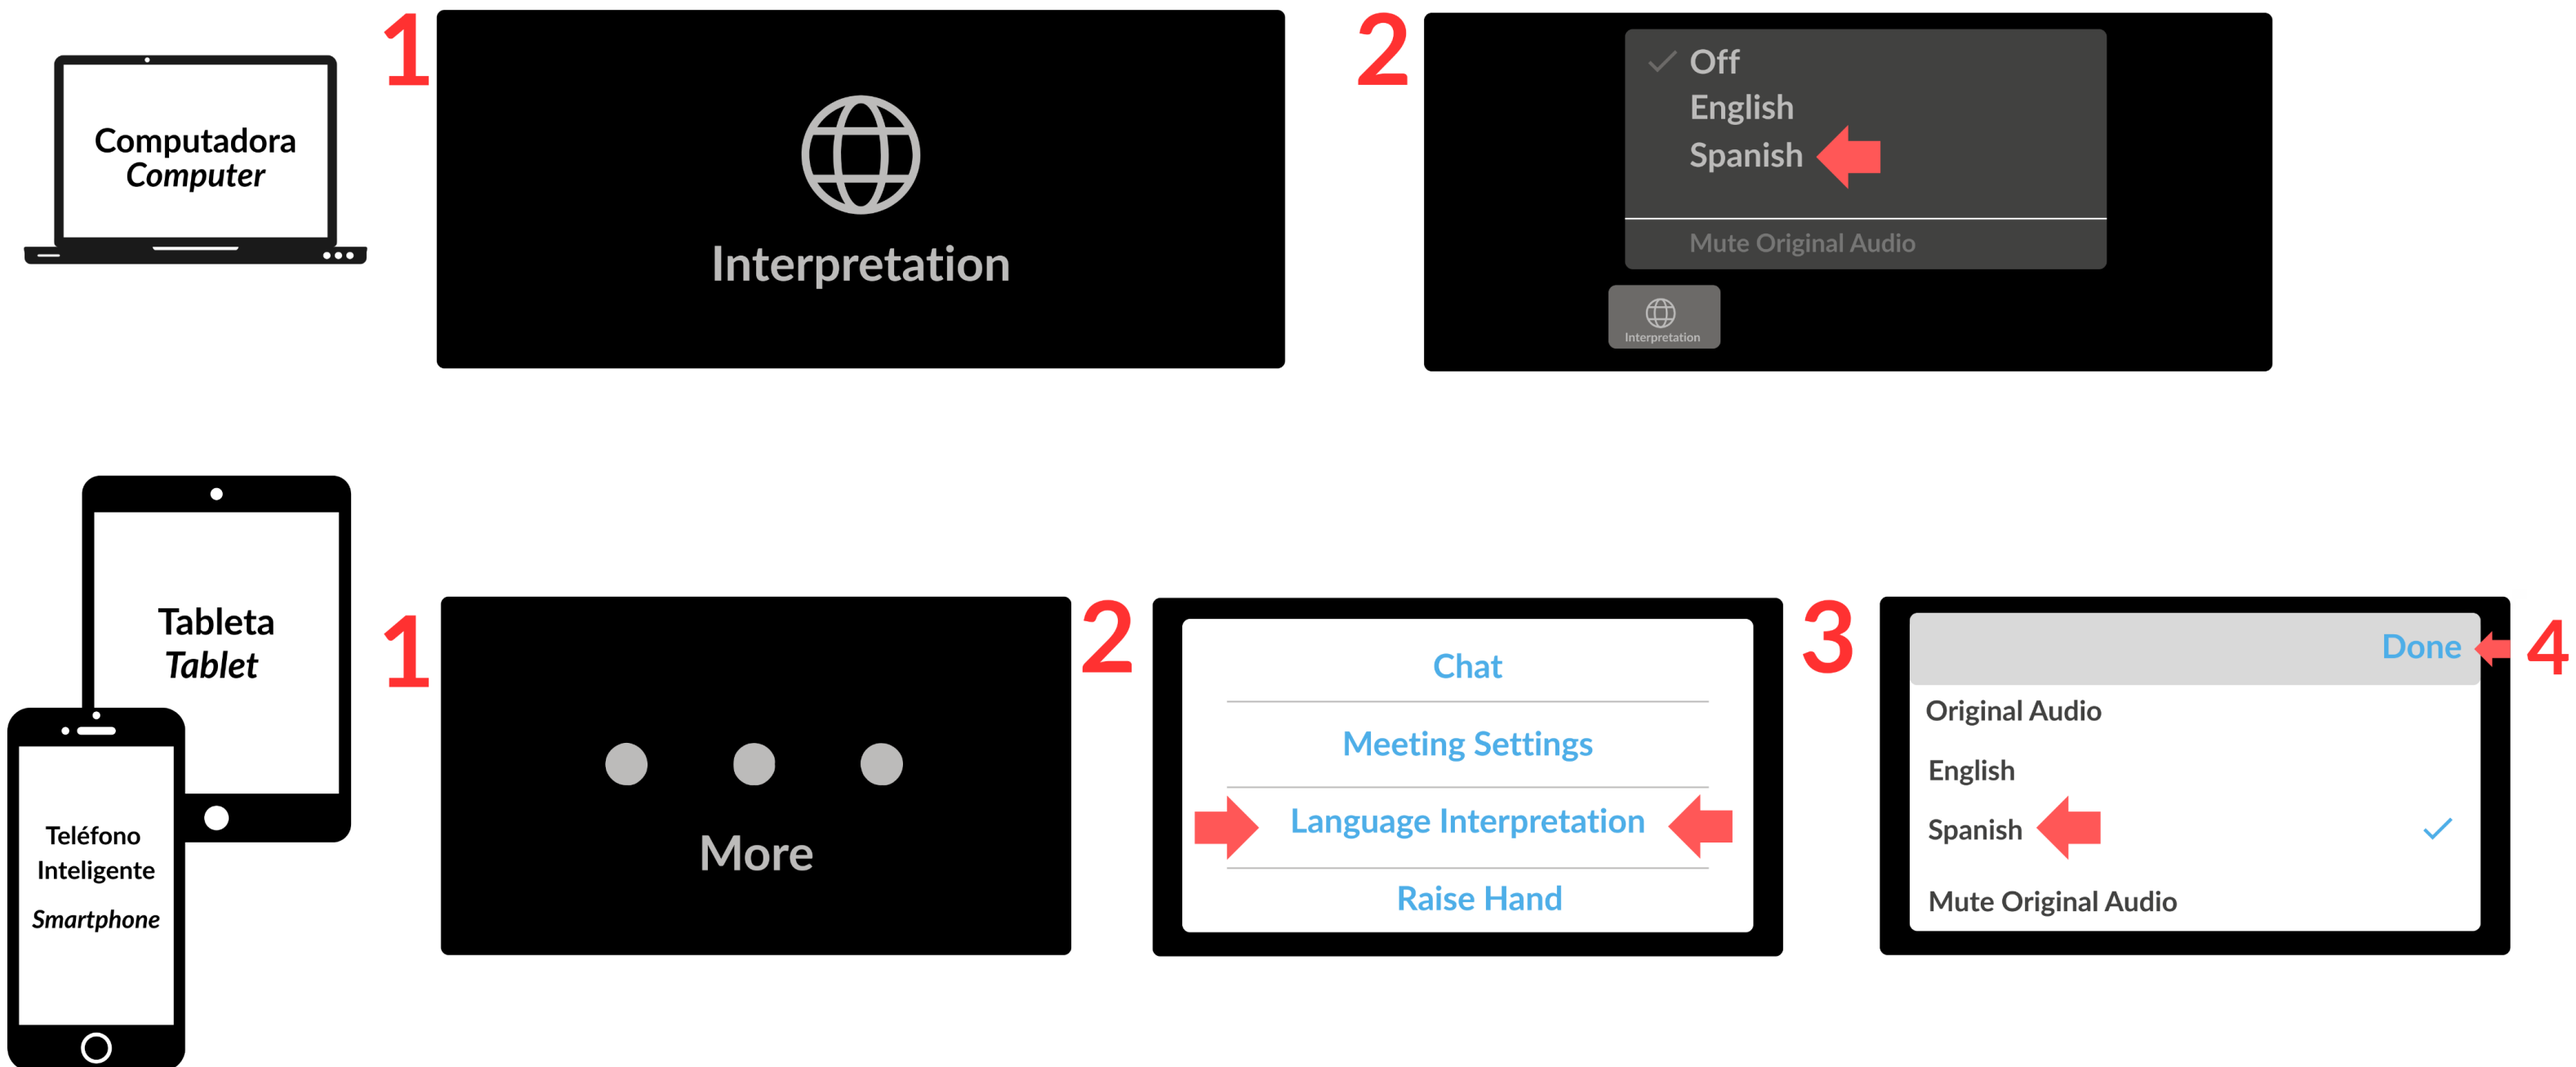 Computadora
Computer
1
Interpretation
2
Off
English
Spanish
Mute Original Audio
Interpretation
Tableta
Tablet
Teléfono
Inteligente
Smartphone
1
More
2
Chat
Meeting Settings
Language Interpretation
Raise Hand
3
Done
4
Original Audio
English
Spanish
Mute Original Audio